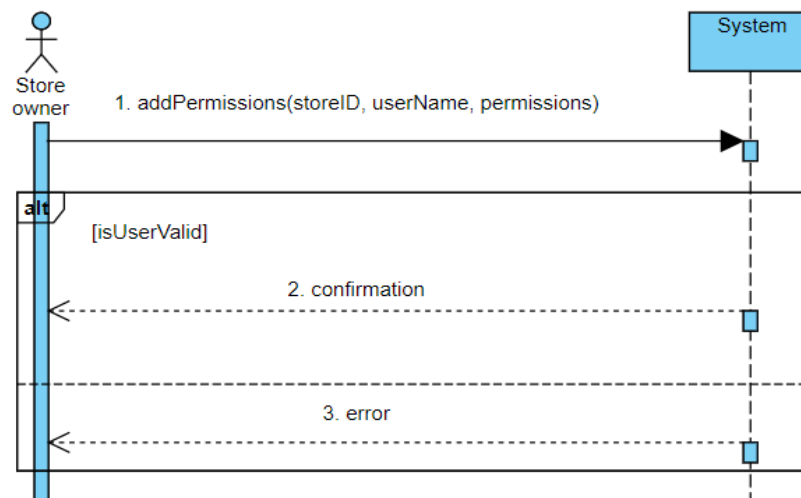 System
Store
owner
1. addPermissions(storeID, userName, permissions)
alt
[isUserValid]
2. confirmation
3. error